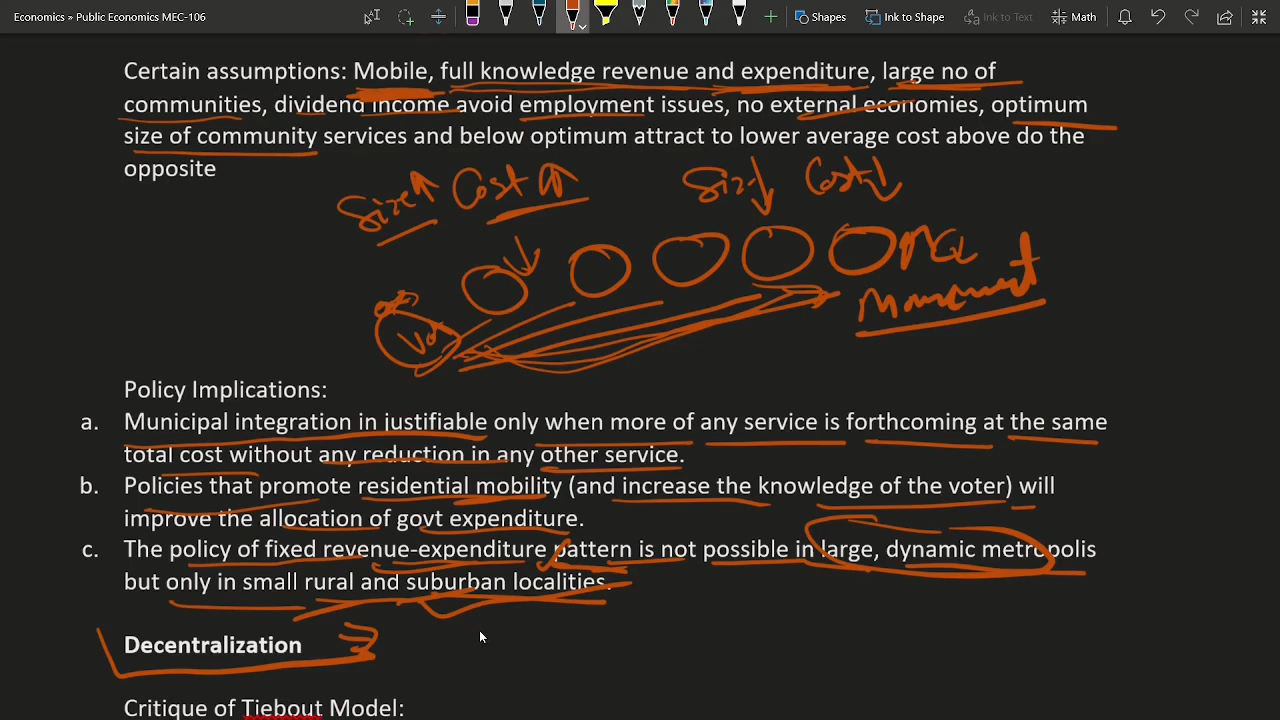 Economics » Public Economics MEC-106
Shapes
Ink to Shape
Ink to Text
Math
Certain assumptions: Mobile, full knowledge revenue and expenditure, large no of
communities, dividend income avoid employment issues, no external economies, optimum
size of community services and below optimum attract to lower average cost above do the
opposite
Size↑ Cost↑ Size↓ Cost↓
Movement
Policy Implications:
a. Municipal integration in justifiable only when more of any service is forthcoming at the same
total cost without any reduction in any other service.
b. Policies that promote residential mobility (and increase the knowledge of the voter) will
improve the allocation of govt expenditure.
c. The policy of fixed revenue-expenditure pattern is not possible in large, dynamic metropolis
but only in small rural and suburban localities.
Decentralization
Critique of Tiebout Model: